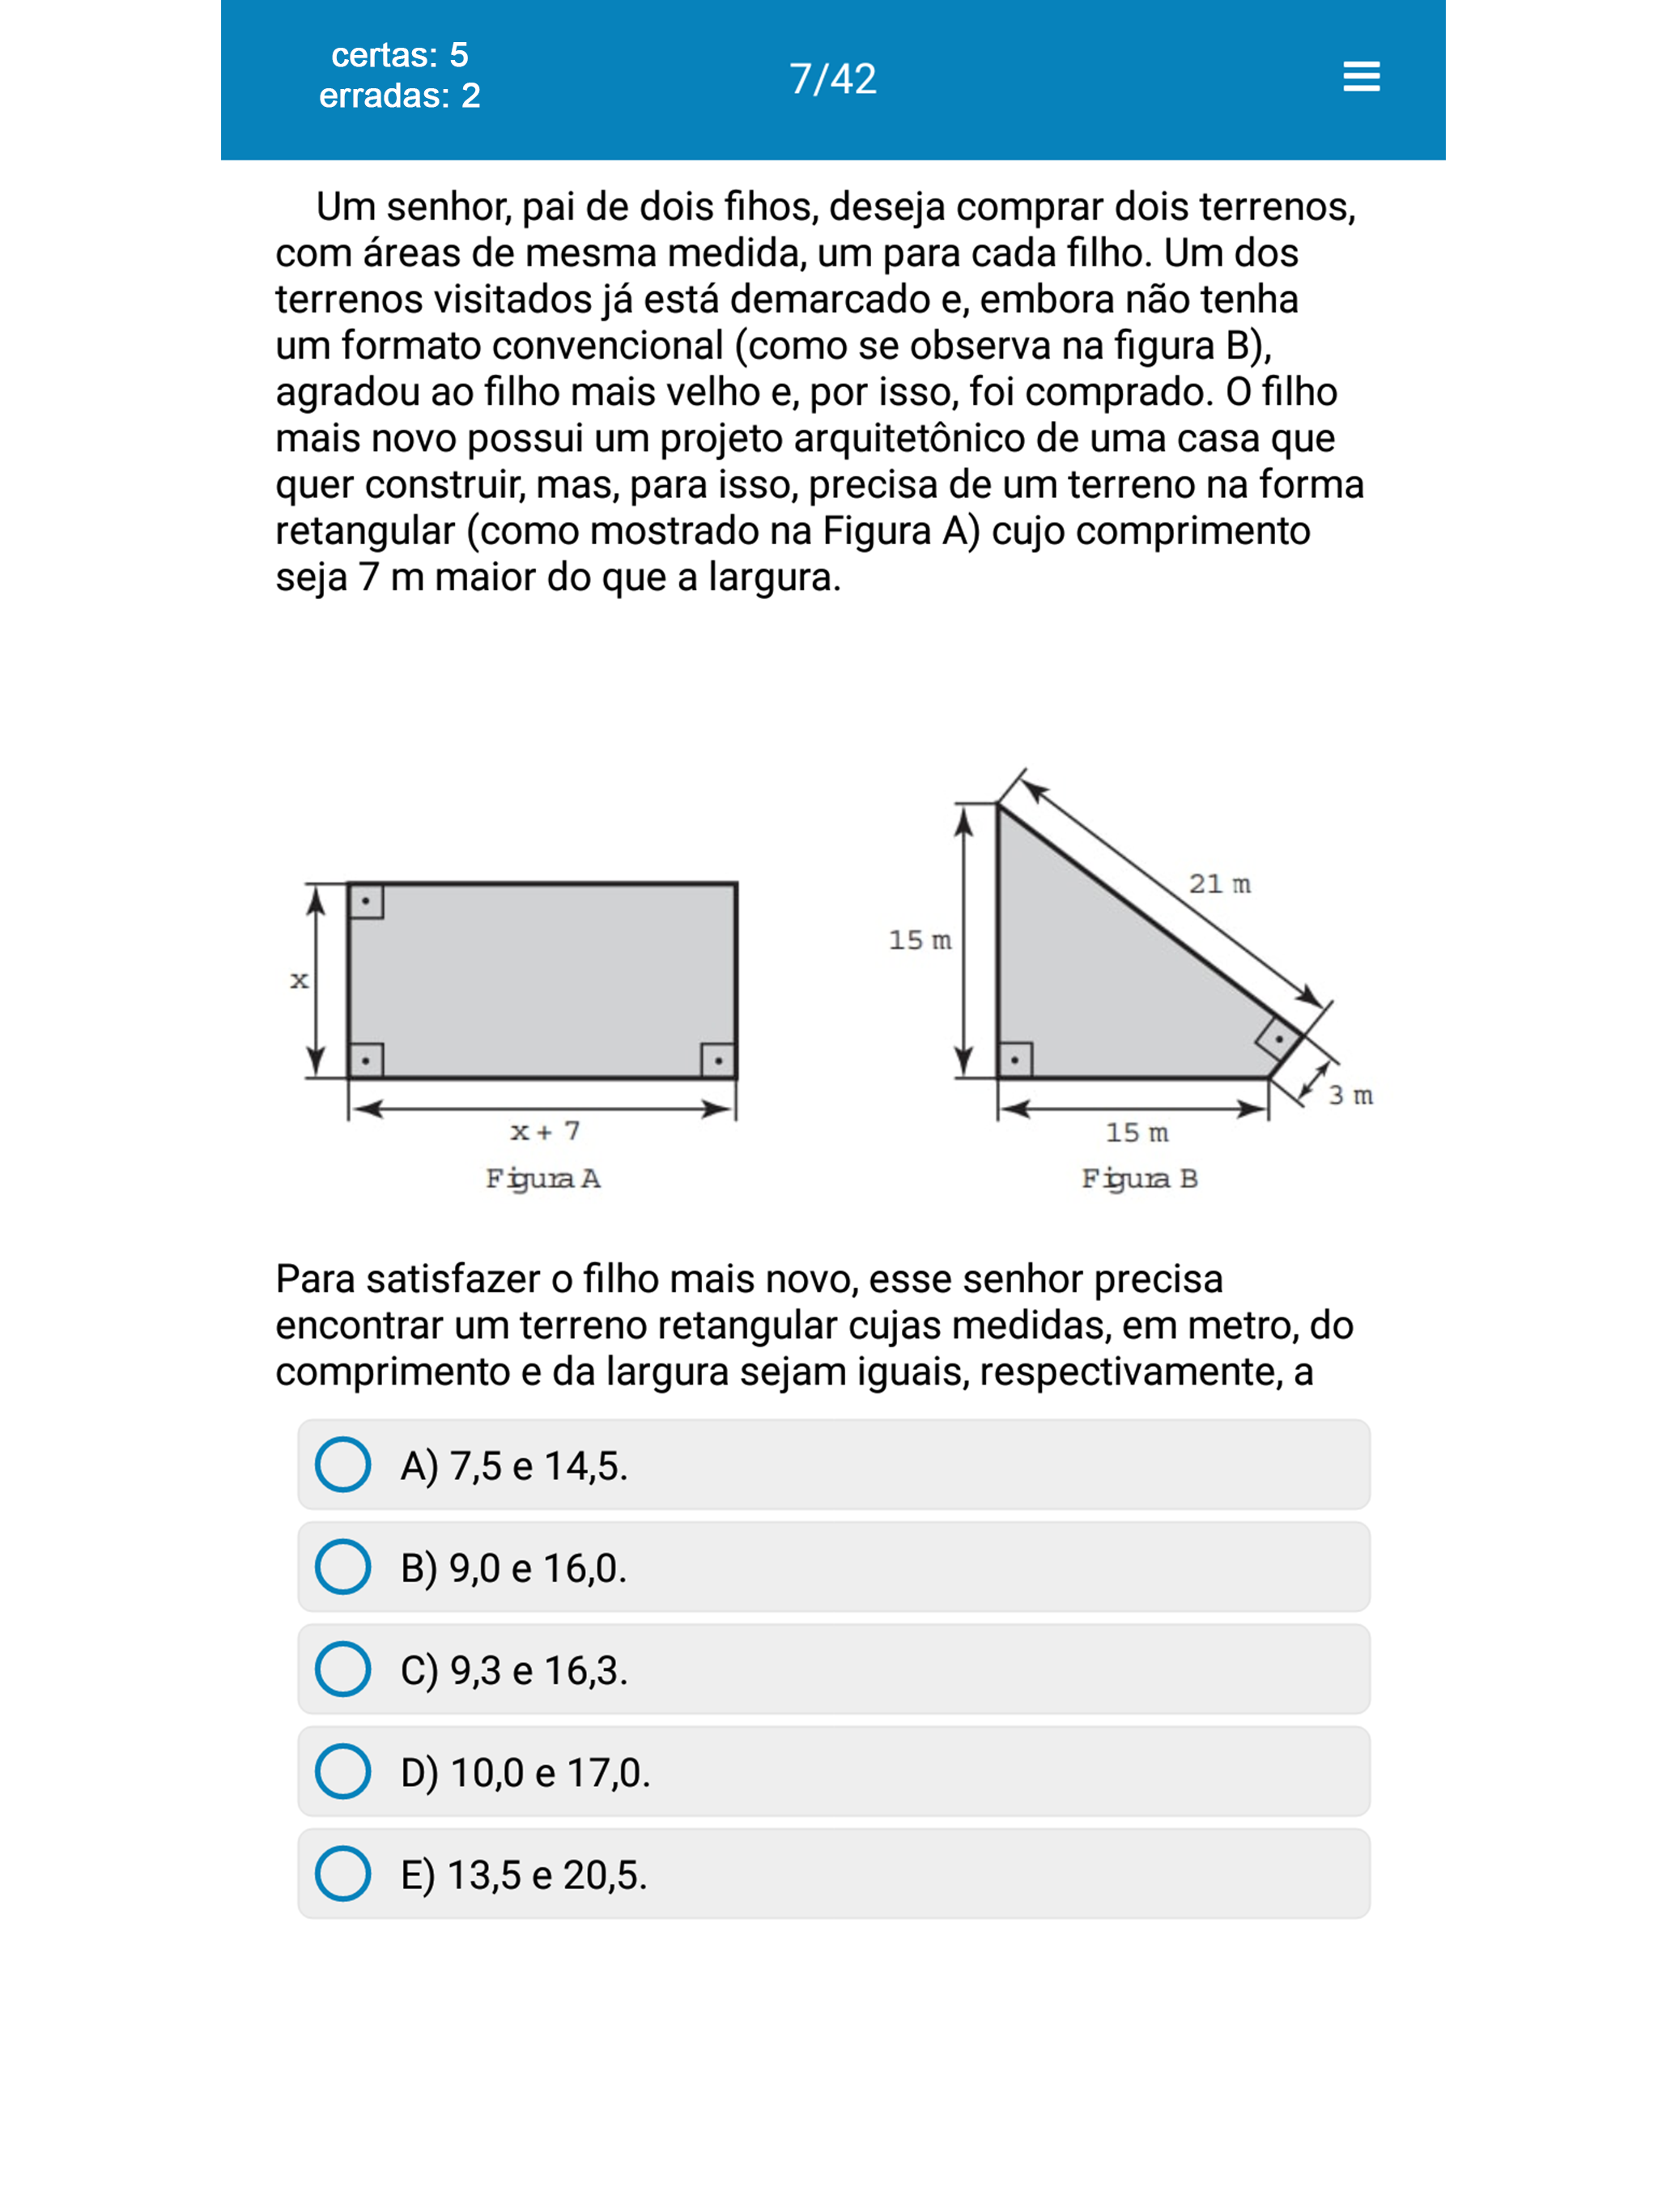 certas: 5
erradas: 2
7/42
Um senhor, pai de dois fihos, deseja comprar dois terrenos,
com áreas de mesma medida, um para cada filho. Um dos
terrenos visitados já está demarcado e, embora não tenha
um formato convencional (como se observa na figura B),
agradou ao filho mais velho e, por isso, foi comprado. O filho
mais novo possui um projeto arquitetônico de uma casa que
quer construir, mas, para isso, precisa de um terreno na forma
retangular (como mostrado na Figura A) cujo comprimento
seja 7 m maior do que a largura.
21 m
15 m
x
3 m
x + 7
15 m
Figura A
Figura B
Para satisfazer o filho mais novo, esse senhor precisa
encontrar um terreno retangular cujas medidas, em metro, do
comprimento e da largura sejam iguais, respectivamente, a
A) 7,5 e 14,5.
B) 9,0 e 16,0.
C) 9,3 e 16,3.
D) 10,0 e 17,0.
E) 13,5 e 20,5.